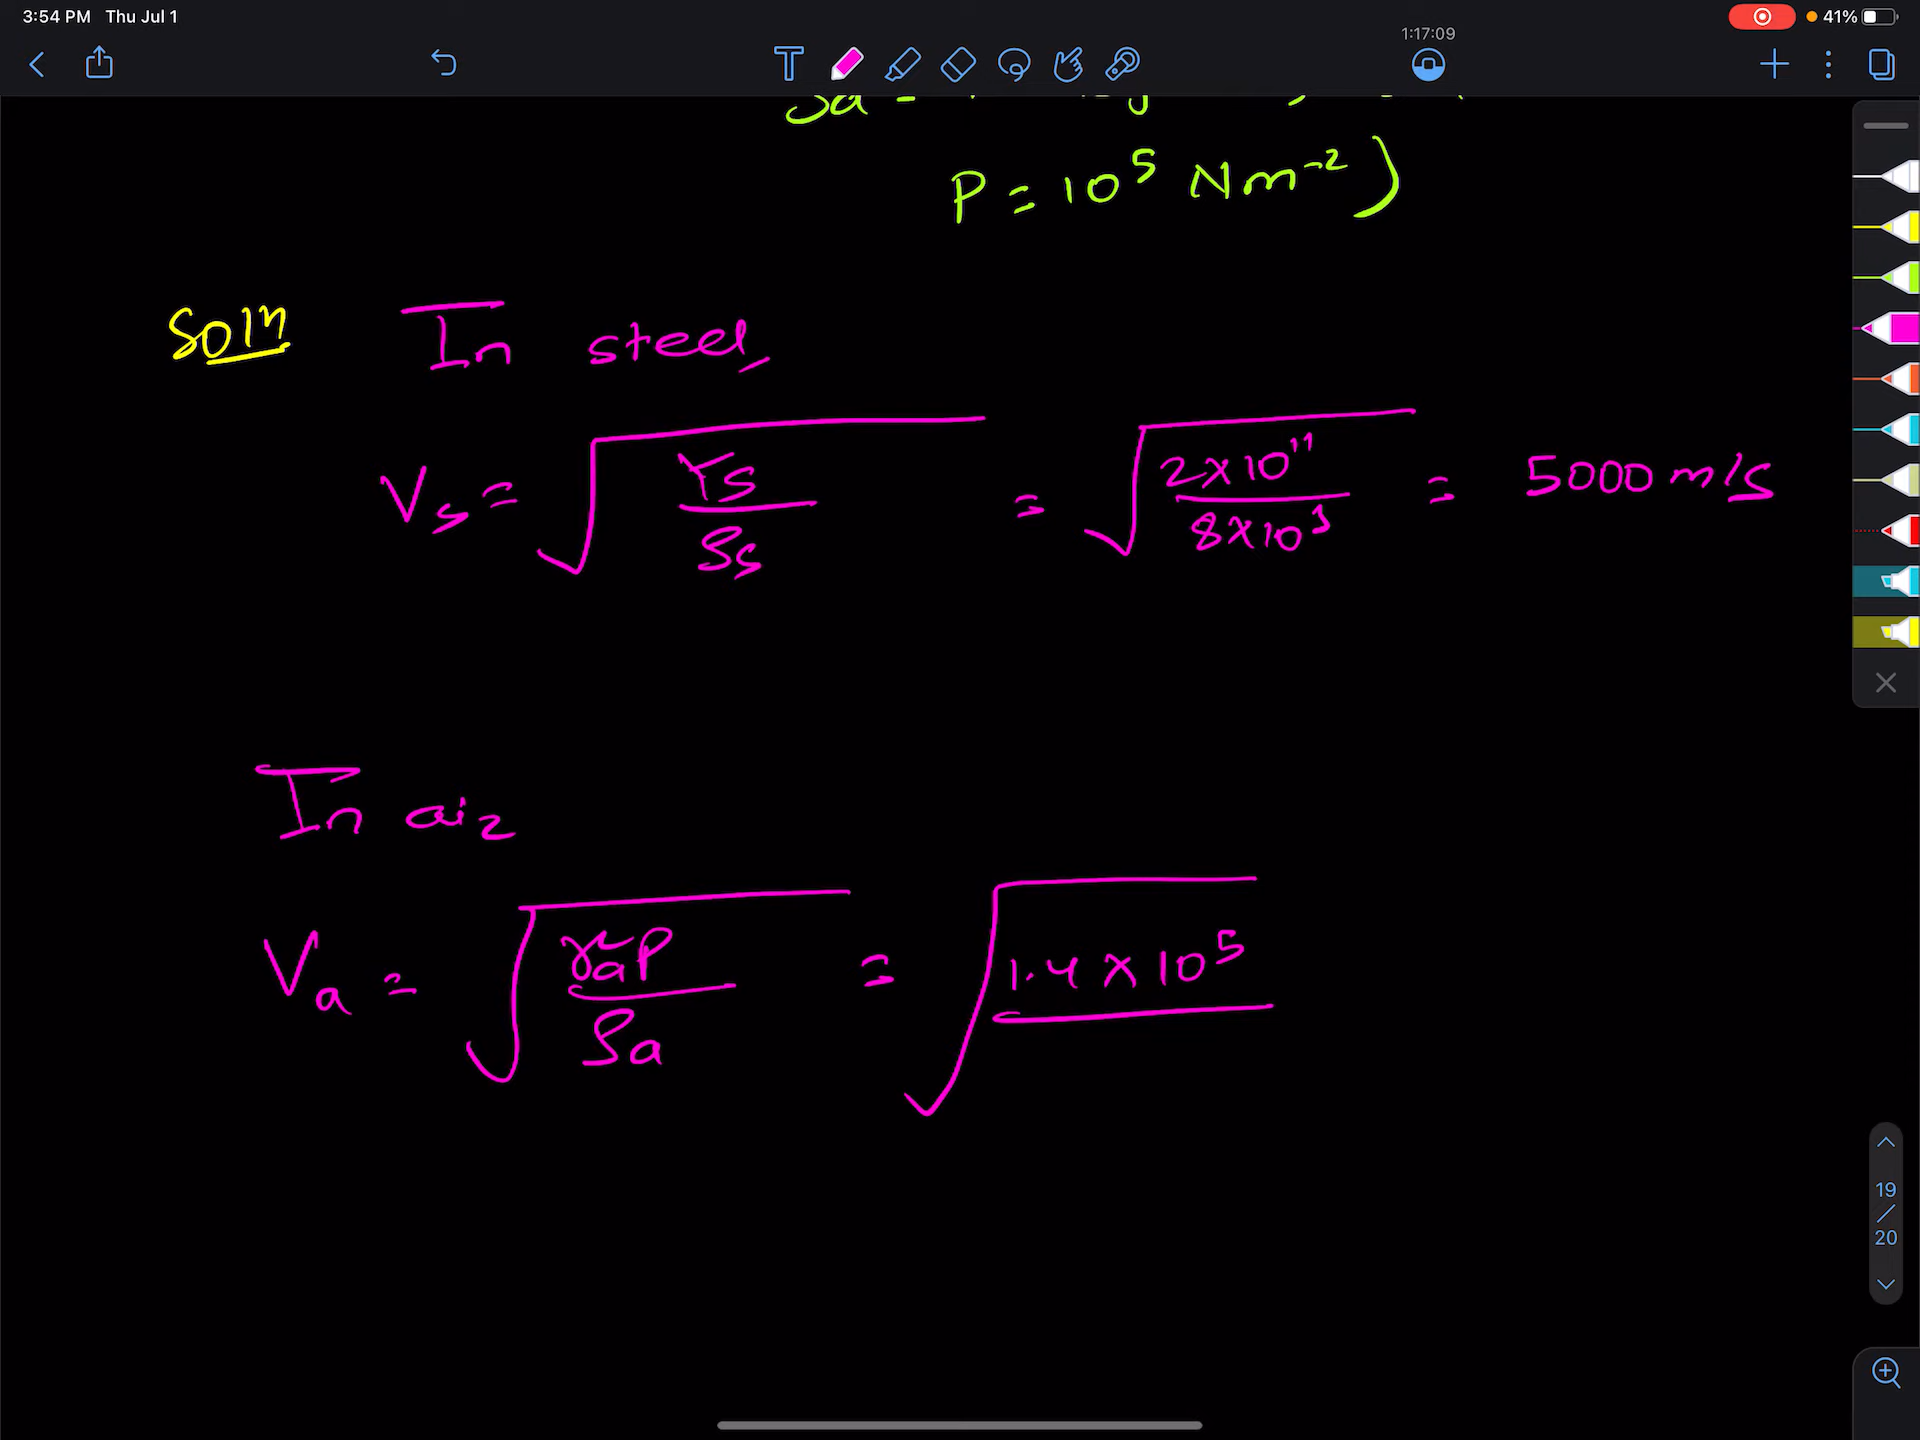 3:54 PM Thu Jul 1
41%
1:17:09
P = 10⁵ Nm⁻² )
Soln In steel,
Vs = √(Ys / ρs) = √(2×10¹¹ / 8×10³) = 5000 m/s
In air
Va = √(γaP / ρa) = √(1.4 × 10⁵
19
/
20